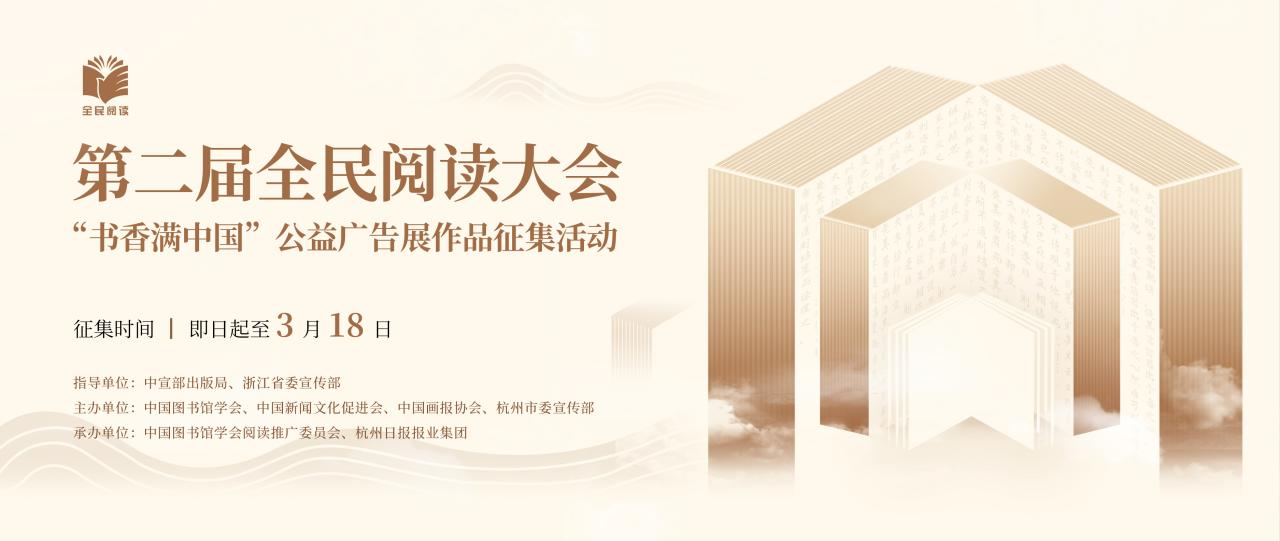 全民阅读
第二届全民阅读大会
“书香满中国”公益广告展作品征集活动
征集时间 | 即日起至 3 月 18 日
指导单位：中宣部出版局、浙江省委宣传部
主办单位：中国图书馆学会、中国新闻文化促进会、中国画报协会、杭州市委宣传部
承办单位：中国图书馆学会阅读推广委员会、杭州日报报业集团